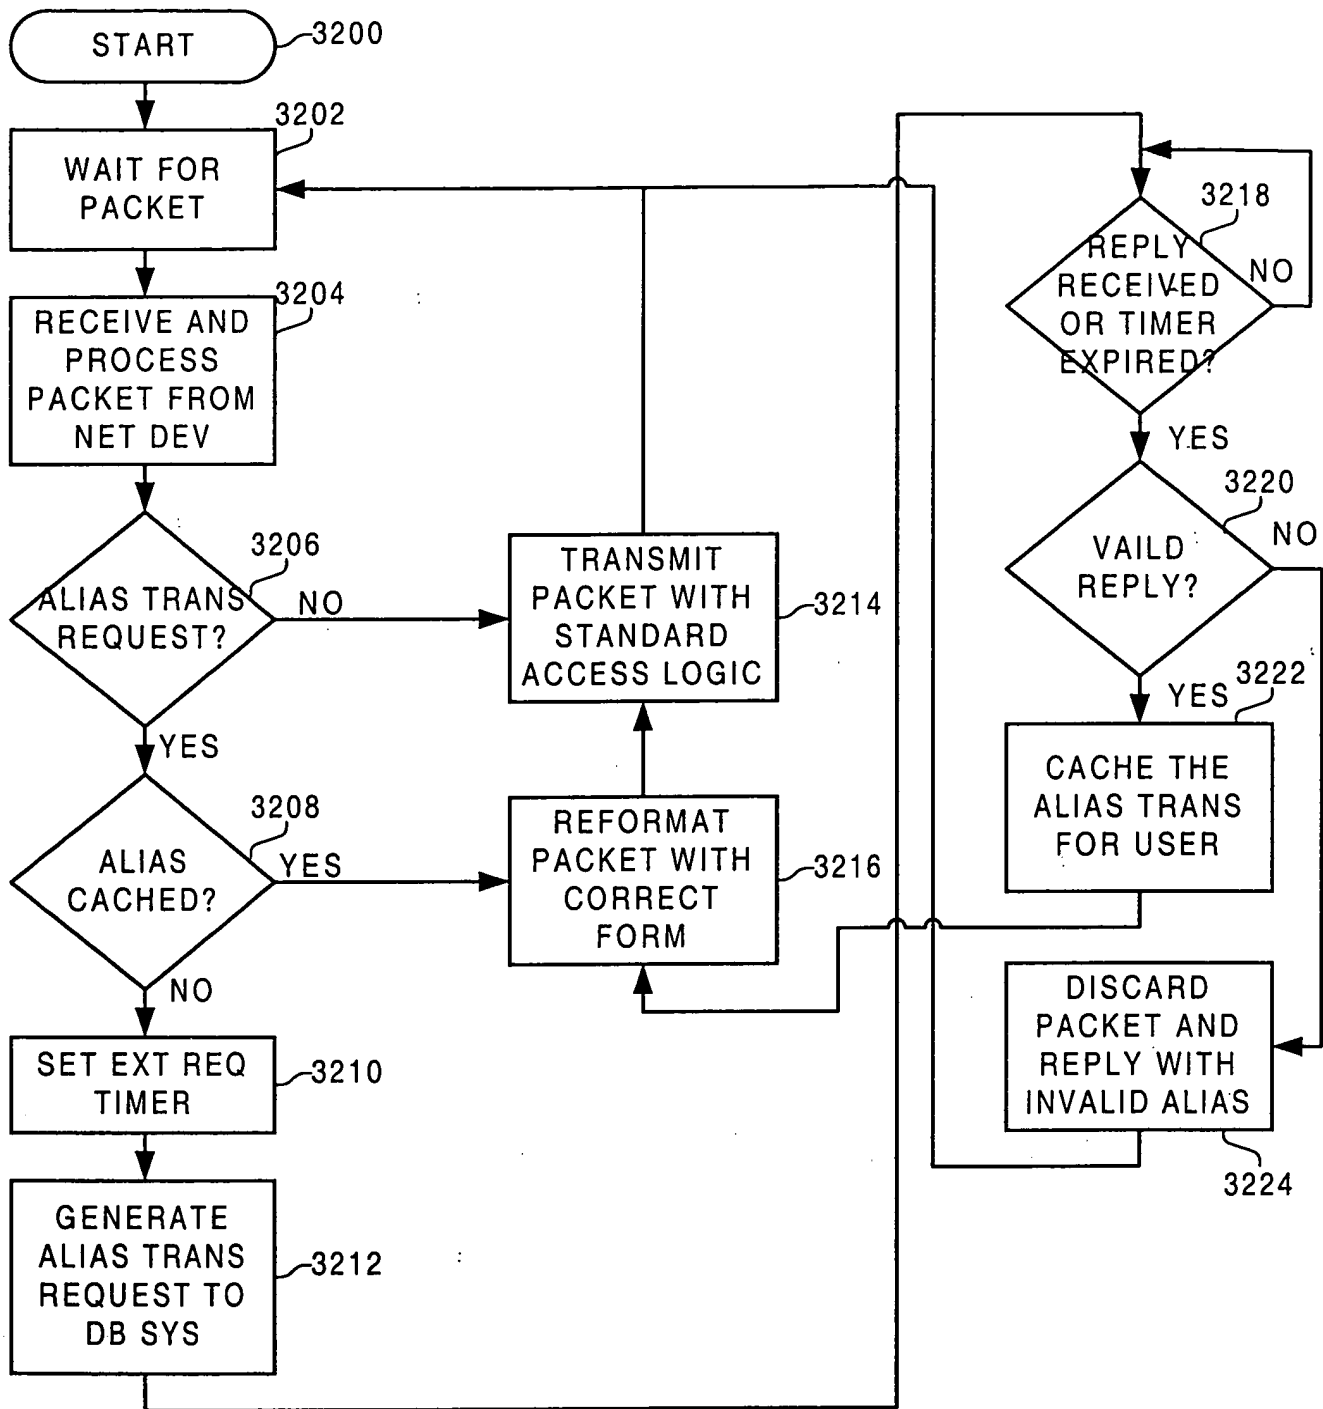 START
3200
3202
WAIT FOR
PACKET
3204
RECEIVE AND
PROCESS
PACKET FROM
NET DEV
3206
ALIAS TRANS
REQUEST?
NO
YES
3208
ALIAS
CACHED?
YES
NO
SET EXT REQ
TIMER
3210
GENERATE
ALIAS TRANS
REQUEST TO
DB SYS
3212
TRANSMIT
PACKET WITH
STANDARD
ACCESS LOGIC
3214
REFORMAT
PACKET WITH
CORRECT
FORM
3216
3218
REPLY
RECEIVED
OR TIMER
EXPIRED?
NO
YES
3220
VAILD
REPLY?
NO
YES
3222
CACHE THE
ALIAS TRANS
FOR USER
DISCARD
PACKET AND
REPLY WITH
INVALID ALIAS
3224